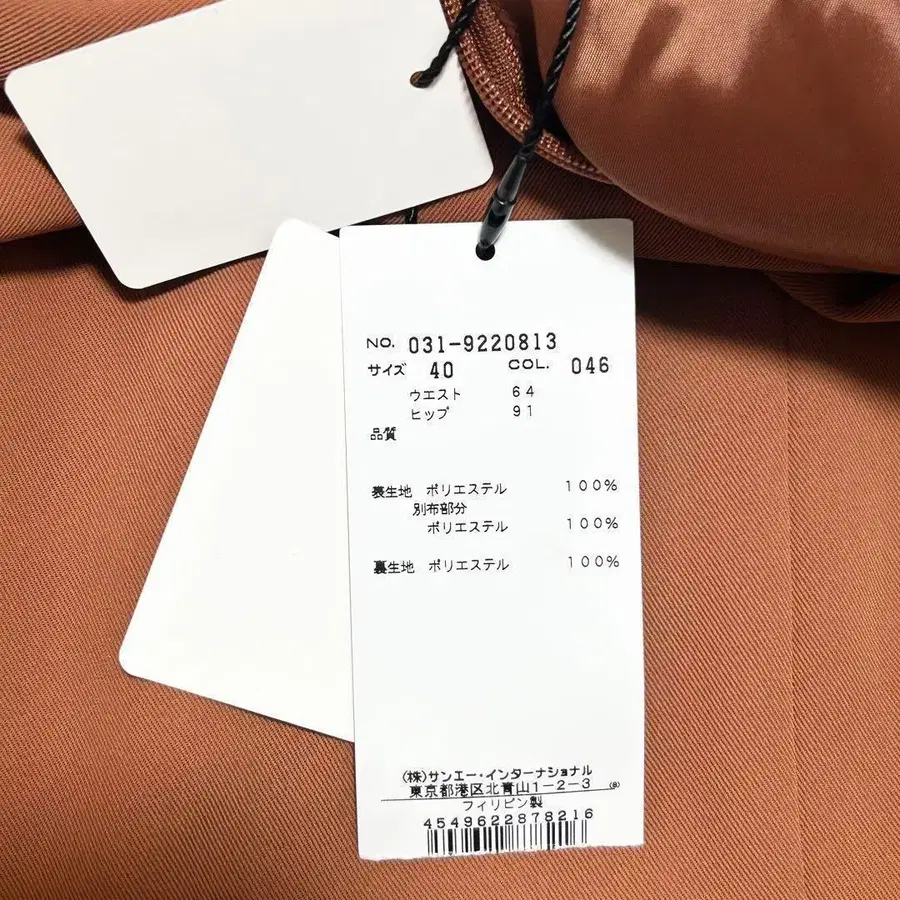 NO. 031-9220813
サイズ 40 COL. 046
ウエスト 64
ヒップ 91
品質
表生地 ポリエステル 100%
別布部分
ポリエステル 100%
裏生地 ポリエステル 100%
(株)サンエー・インターナショナル
東京都港区北青山1-2-3 (8)
フィリピン製
4549622878216